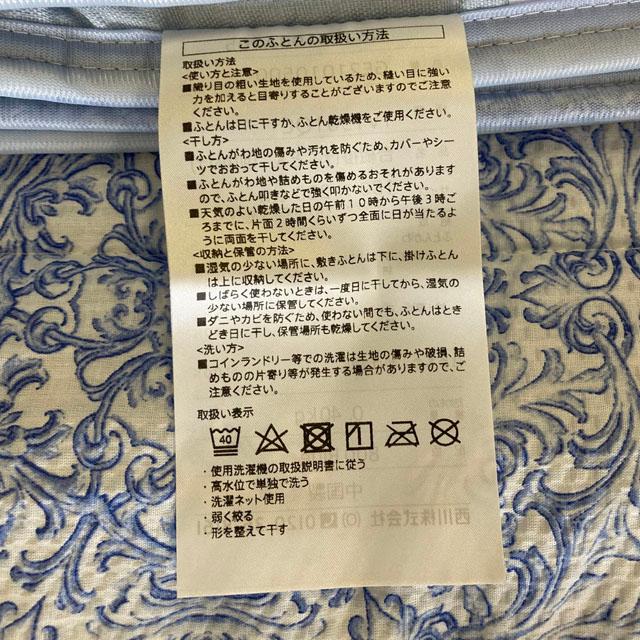 このふとんの取扱い方法
取扱い方法
<使い方と注意>
■織り目の粗い生地を使用しているため、縫い目に強い
力を加えると目寄りすることがございますのでご注意
ください。
■ふとんは日に干すか、ふとん乾燥機をご使用ください。
<干し方>
■ふとんがわ地の傷みや汚れを防ぐため、カバーやシー
ツでおおって干してください。
■ふとんがわ地や詰めものを傷めるおそれがあります
ので、ふとん叩きなどで強く叩かないでください。
■天気のよい乾燥した日の午前10時から午後3時ご
ろまでに、片面2時間くらいずつ全面に日が当たるよ
うに両面を干してください。
<収納と保管の方法>
■湿気の少ない場所に、敷きふとんは下に、掛けふとん
は上に収納してください。
■しばらく使わないときは、一度日に干してから、湿気の
少ない場所に保管してください。
■ダニやカビを防ぐため、使わない間でも、ふとんはとき
どき日に干し、保管場所も乾燥してください。
<洗い方>
■コインランドリー等での洗濯は生地の傷みや破損、詰
めものの片寄り等が発生する場合がありますので、ご
遠慮ください。
取扱い表示
40
・使用洗濯機の取扱説明書に従う
・高水位で単独で洗う
・洗濯ネット使用
・弱く絞る
・形を整えて干す